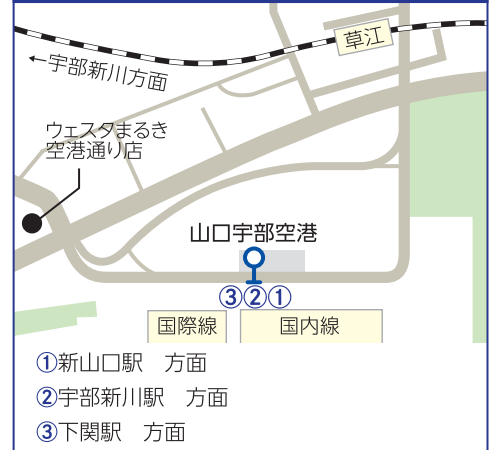 草江
←宇部新川方面
ウェスタまるき
空港通り店
山口宇部空港
③②①
国際線
国内線
①新山口駅 方面
②宇部新川駅 方面
③下関駅 方面